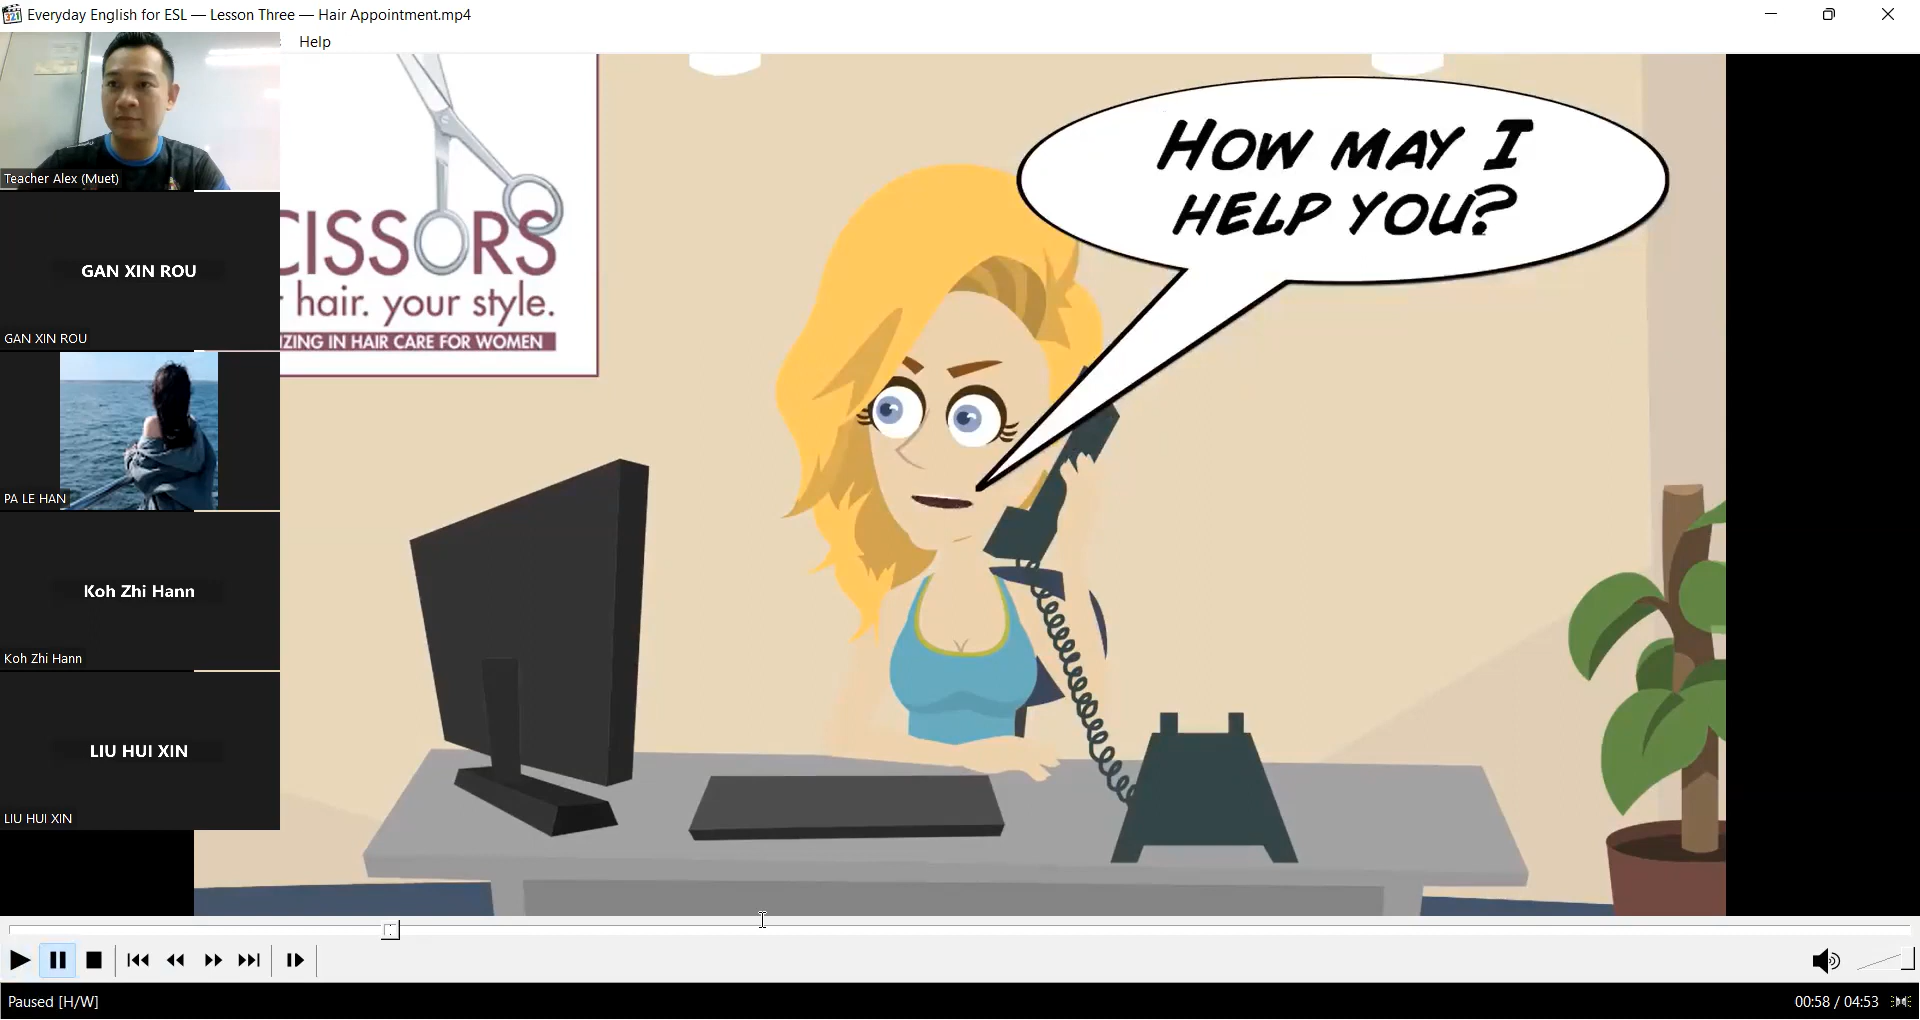 Everyday English for ESL — Lesson Three — Hair Appointment.mp4
Help
Teacher Alex (Muet)
GAN XIN ROU
GAN XIN ROU
PA LE HAN
Koh Zhi Hann
Koh Zhi Hann
LIU HUI XIN
LIU HUI XIN
CISSORS
r hair. your style.
IZING IN HAIR CARE FOR WOMEN
HOW MAY I
HELP YOU?
Paused [H/W]
00:58 / 04:53